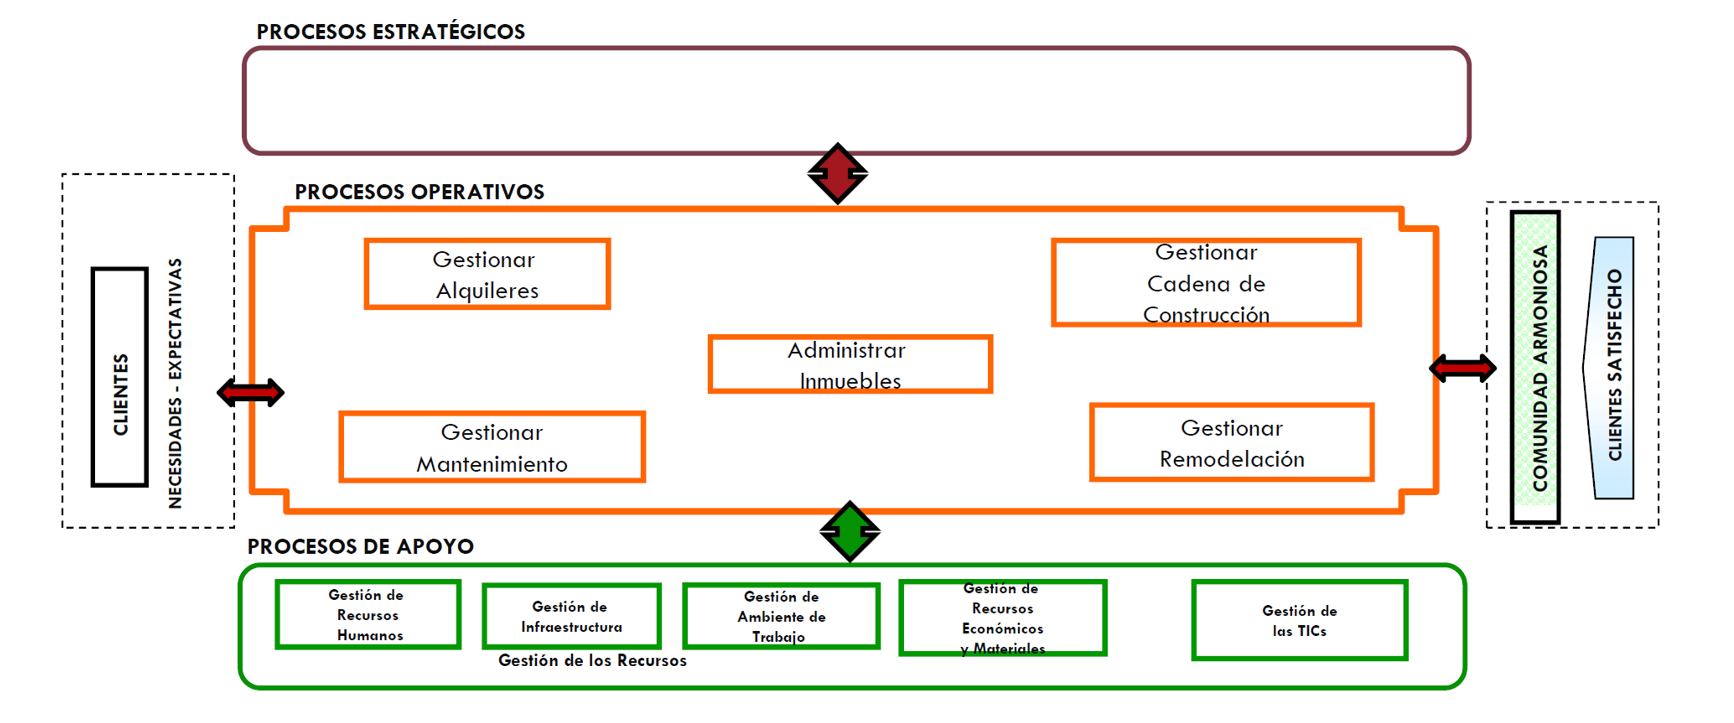 PROCESOS ESTRATÉGICOS
PROCESOS OPERATIVOS
CLIENTES
NECESIDADES - EXPECTATIVAS
Gestionar
Alquileres
Gestionar
Cadena de
Construcción
Administrar
Inmuebles
Gestionar
Mantenimiento
Gestionar
Remodelación
COMUNIDAD ARMONIOSA
CLIENTES SATISFECHO
PROCESOS DE APOYO
Gestión de
Recursos
Humanos
Gestión de
Infraestructura
Gestión de
Ambiente de
Trabajo
Gestión de
Recursos
Económicos
y Materiales
Gestión de
las TICs
Gestión de los Recursos